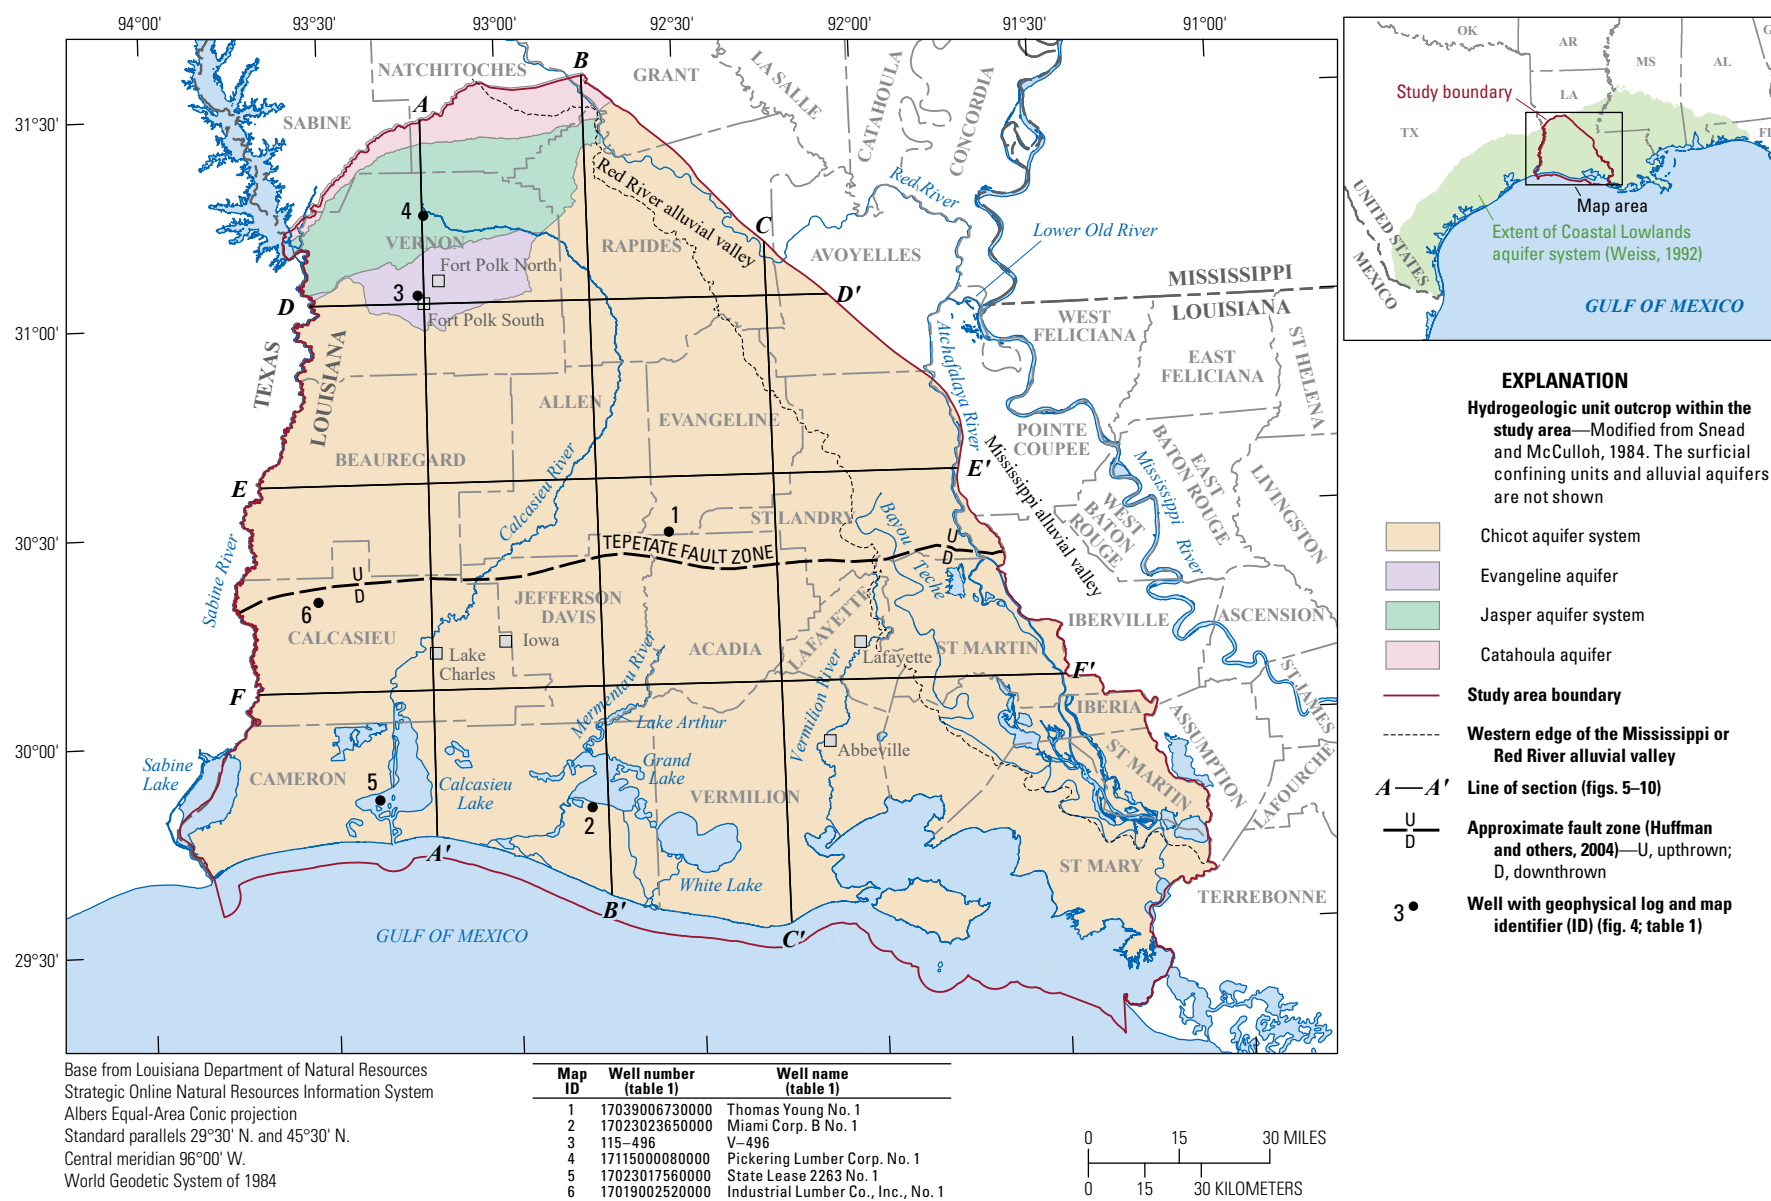 94°00'
93°30'
93°00'
92°30'
92°00'
91°30'
91°00'
31°30'
31°00'
30°30'
30°00'
29°30'
NATCHITOCHES
B
GRANT
LA SALLE
CATAHOULA
CONCORDIA
SABINE
A
Red River
Red River alluvial valley
4
VERNON
RAPIDES
C
AVOYELLES
Lower Old River
Fort Polk North
3
D
D'
Fort Polk South
MISSISSIPPI
LOUISIANA
WEST
FELICIANA
EAST
FELICIANA
ST HELENA
TEXAS
LOUISIANA
Atchafalaya River
ALLEN
EVANGELINE
POINTE
COUPEE
BEAUREGARD
E
E'
Mississippi alluvial valley
Mississippi
River
EAST
BATON ROUGE
WEST
BATON
ROUGE
LIVINGSTON
Calcasieu River
1
ST LANDRY
Bayou
Teche
TEPETATE FAULT ZONE
U
D
U
D
Sabine River
6
CALCASIEU
JEFFERSON
DAVIS
Iowa
Lake
Charles
ACADIA
LAFAYETTE
Lafayette
ST MARTIN
IBERVILLE
ASCENSION
ST JAMES
F
F'
Mermentau River
Lake Arthur
Vermilion River
Abbeville
IBERIA
ST MARTIN
ASSUMPTION
LAFOURCHE
Sabine
Lake
CAMERON
5
Calcasieu
Lake
Grand
Lake
2
VERMILION
A'
White Lake
B'
C'
ST MARY
TERREBONNE
GULF OF MEXICO
OK
AR
MS
AL
G
LA
TX
FL
Study boundary
Map area
UNITED STATES
MEXICO
Extent of Coastal Lowlands
aquifer system (Weiss, 1992)
GULF OF MEXICO
EXPLANATION
Hydrogeologic unit outcrop within the
study area—Modified from Snead
and McCulloh, 1984. The surficial
confining units and alluvial aquifers
are not shown
Chicot aquifer system
Evangeline aquifer
Jasper aquifer system
Catahoula aquifer
Study area boundary
Western edge of the Mississippi or
Red River alluvial valley
A — A' Line of section (figs. 5–10)
U
D
Approximate fault zone (Huffman
and others, 2004)—U, upthrown;
D, downthrown
3 Well with geophysical log and map
identifier (ID) (fig. 4; table 1)
Base from Louisiana Department of Natural Resources
Strategic Online Natural Resources Information System
Albers Equal-Area Conic projection
Standard parallels 29°30' N. and 45°30' N.
Central meridian 96°00' W.
World Geodetic System of 1984
Map Well number Well name
ID (table 1) (table 1)
1 17039006730000 Thomas Young No. 1
2 17023023650000 Miami Corp. B No. 1
3 115–496 V–496
4 17115000080000 Pickering Lumber Corp. No. 1
5 17023017560000 State Lease 2263 No. 1
6 17019002520000 Industrial Lumber Co., Inc., No. 1
0 15 30 MILES
0 15 30 KILOMETERS